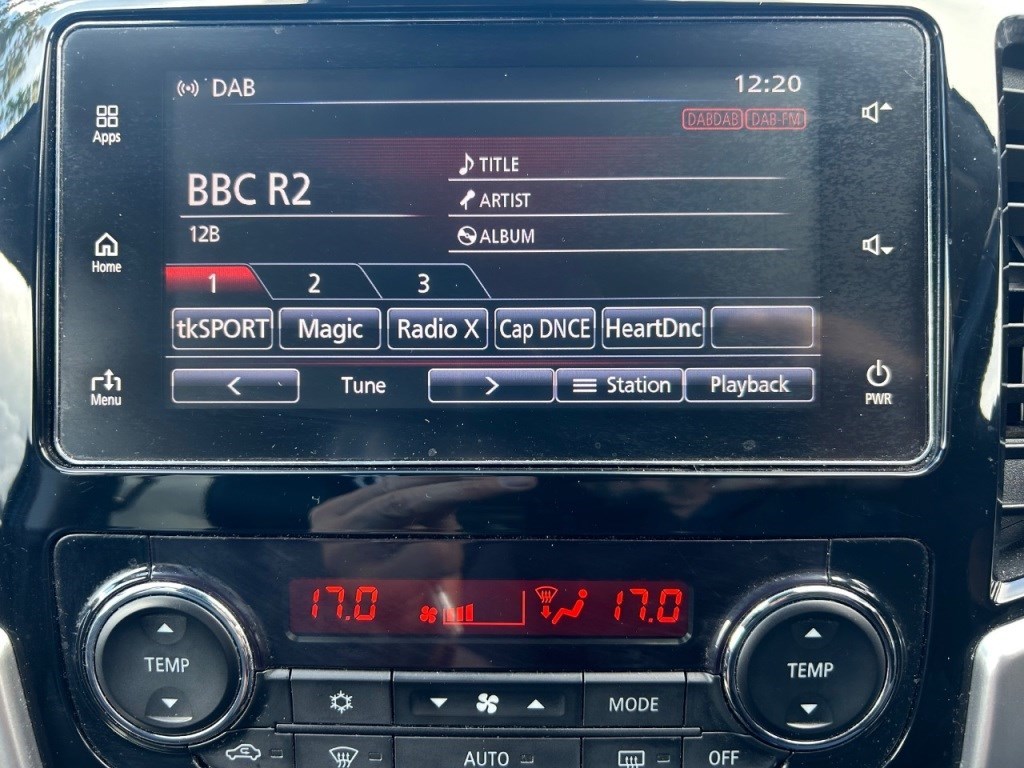 DAB 12:20
Apps
DABDAB DAB-FM
TITLE
BBC R2
ARTIST
12B
ALBUM
Home
1 2 3
tkSPORT Magic Radio X Cap DNCE HeartDnc
Menu
Tune
Station
Playback
PWR
17.0 17.0
TEMP
TEMP
MODE
AUTO
OFF